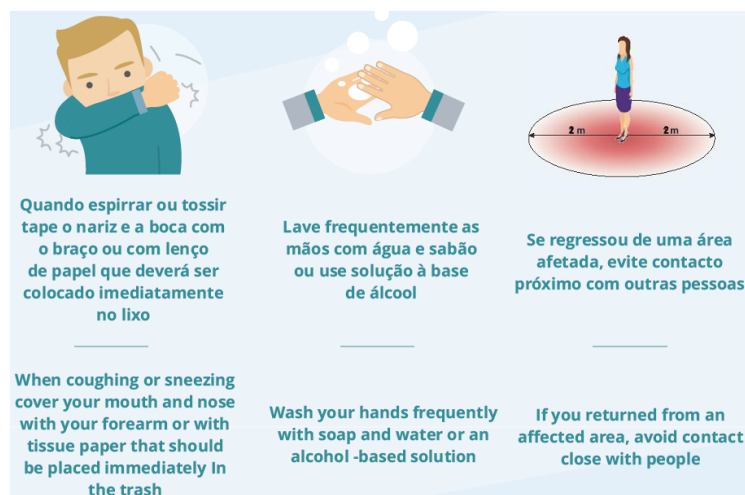 2 m
2 m
Quando espirrar ou tossir
tape o nariz e a boca com
o braço ou com lenço
de papel que deverá ser
colocado imediatamente
no lixo
Lave frequentemente as
mãos com água e sabão
ou use solução à base
de álcool
Se regressou de uma área
afetada, evite contacto
próximo com outras pessoas
When coughing or sneezing
cover your mouth and nose
with your forearm or with
tissue paper that should
be placed immediately In
the trash
Wash your hands frequently
with soap and water or an
alcohol -based solution
If you returned from an
affected area, avoid contact
close with people